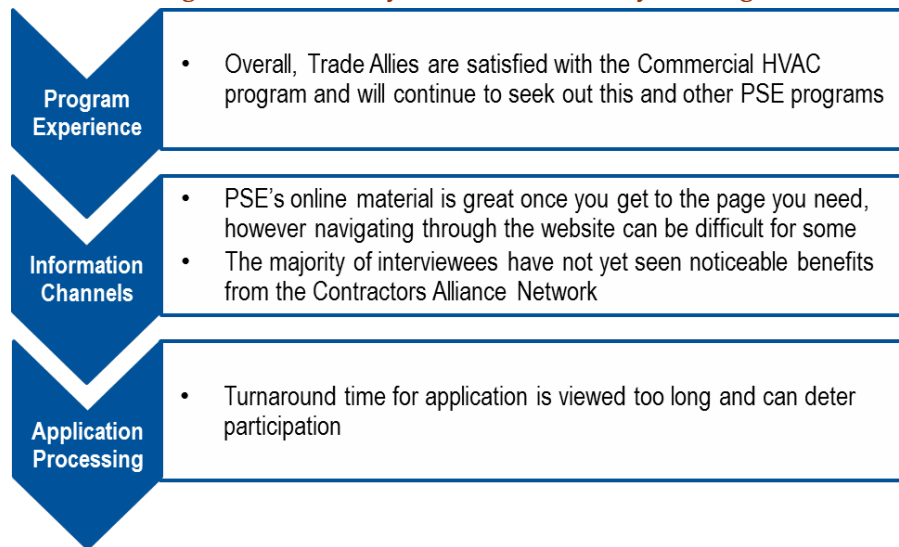 Program
Experience
• Overall, Trade Allies are satisfied with the Commercial HVAC
program and will continue to seek out this and other PSE programs
Information
Channels
• PSE's online material is great once you get to the page you need,
however navigating through the website can be difficult for some
• The majority of interviewees have not yet seen noticeable benefits
from the Contractors Alliance Network
Application
Processing
• Turnaround time for application is viewed too long and can deter
participation